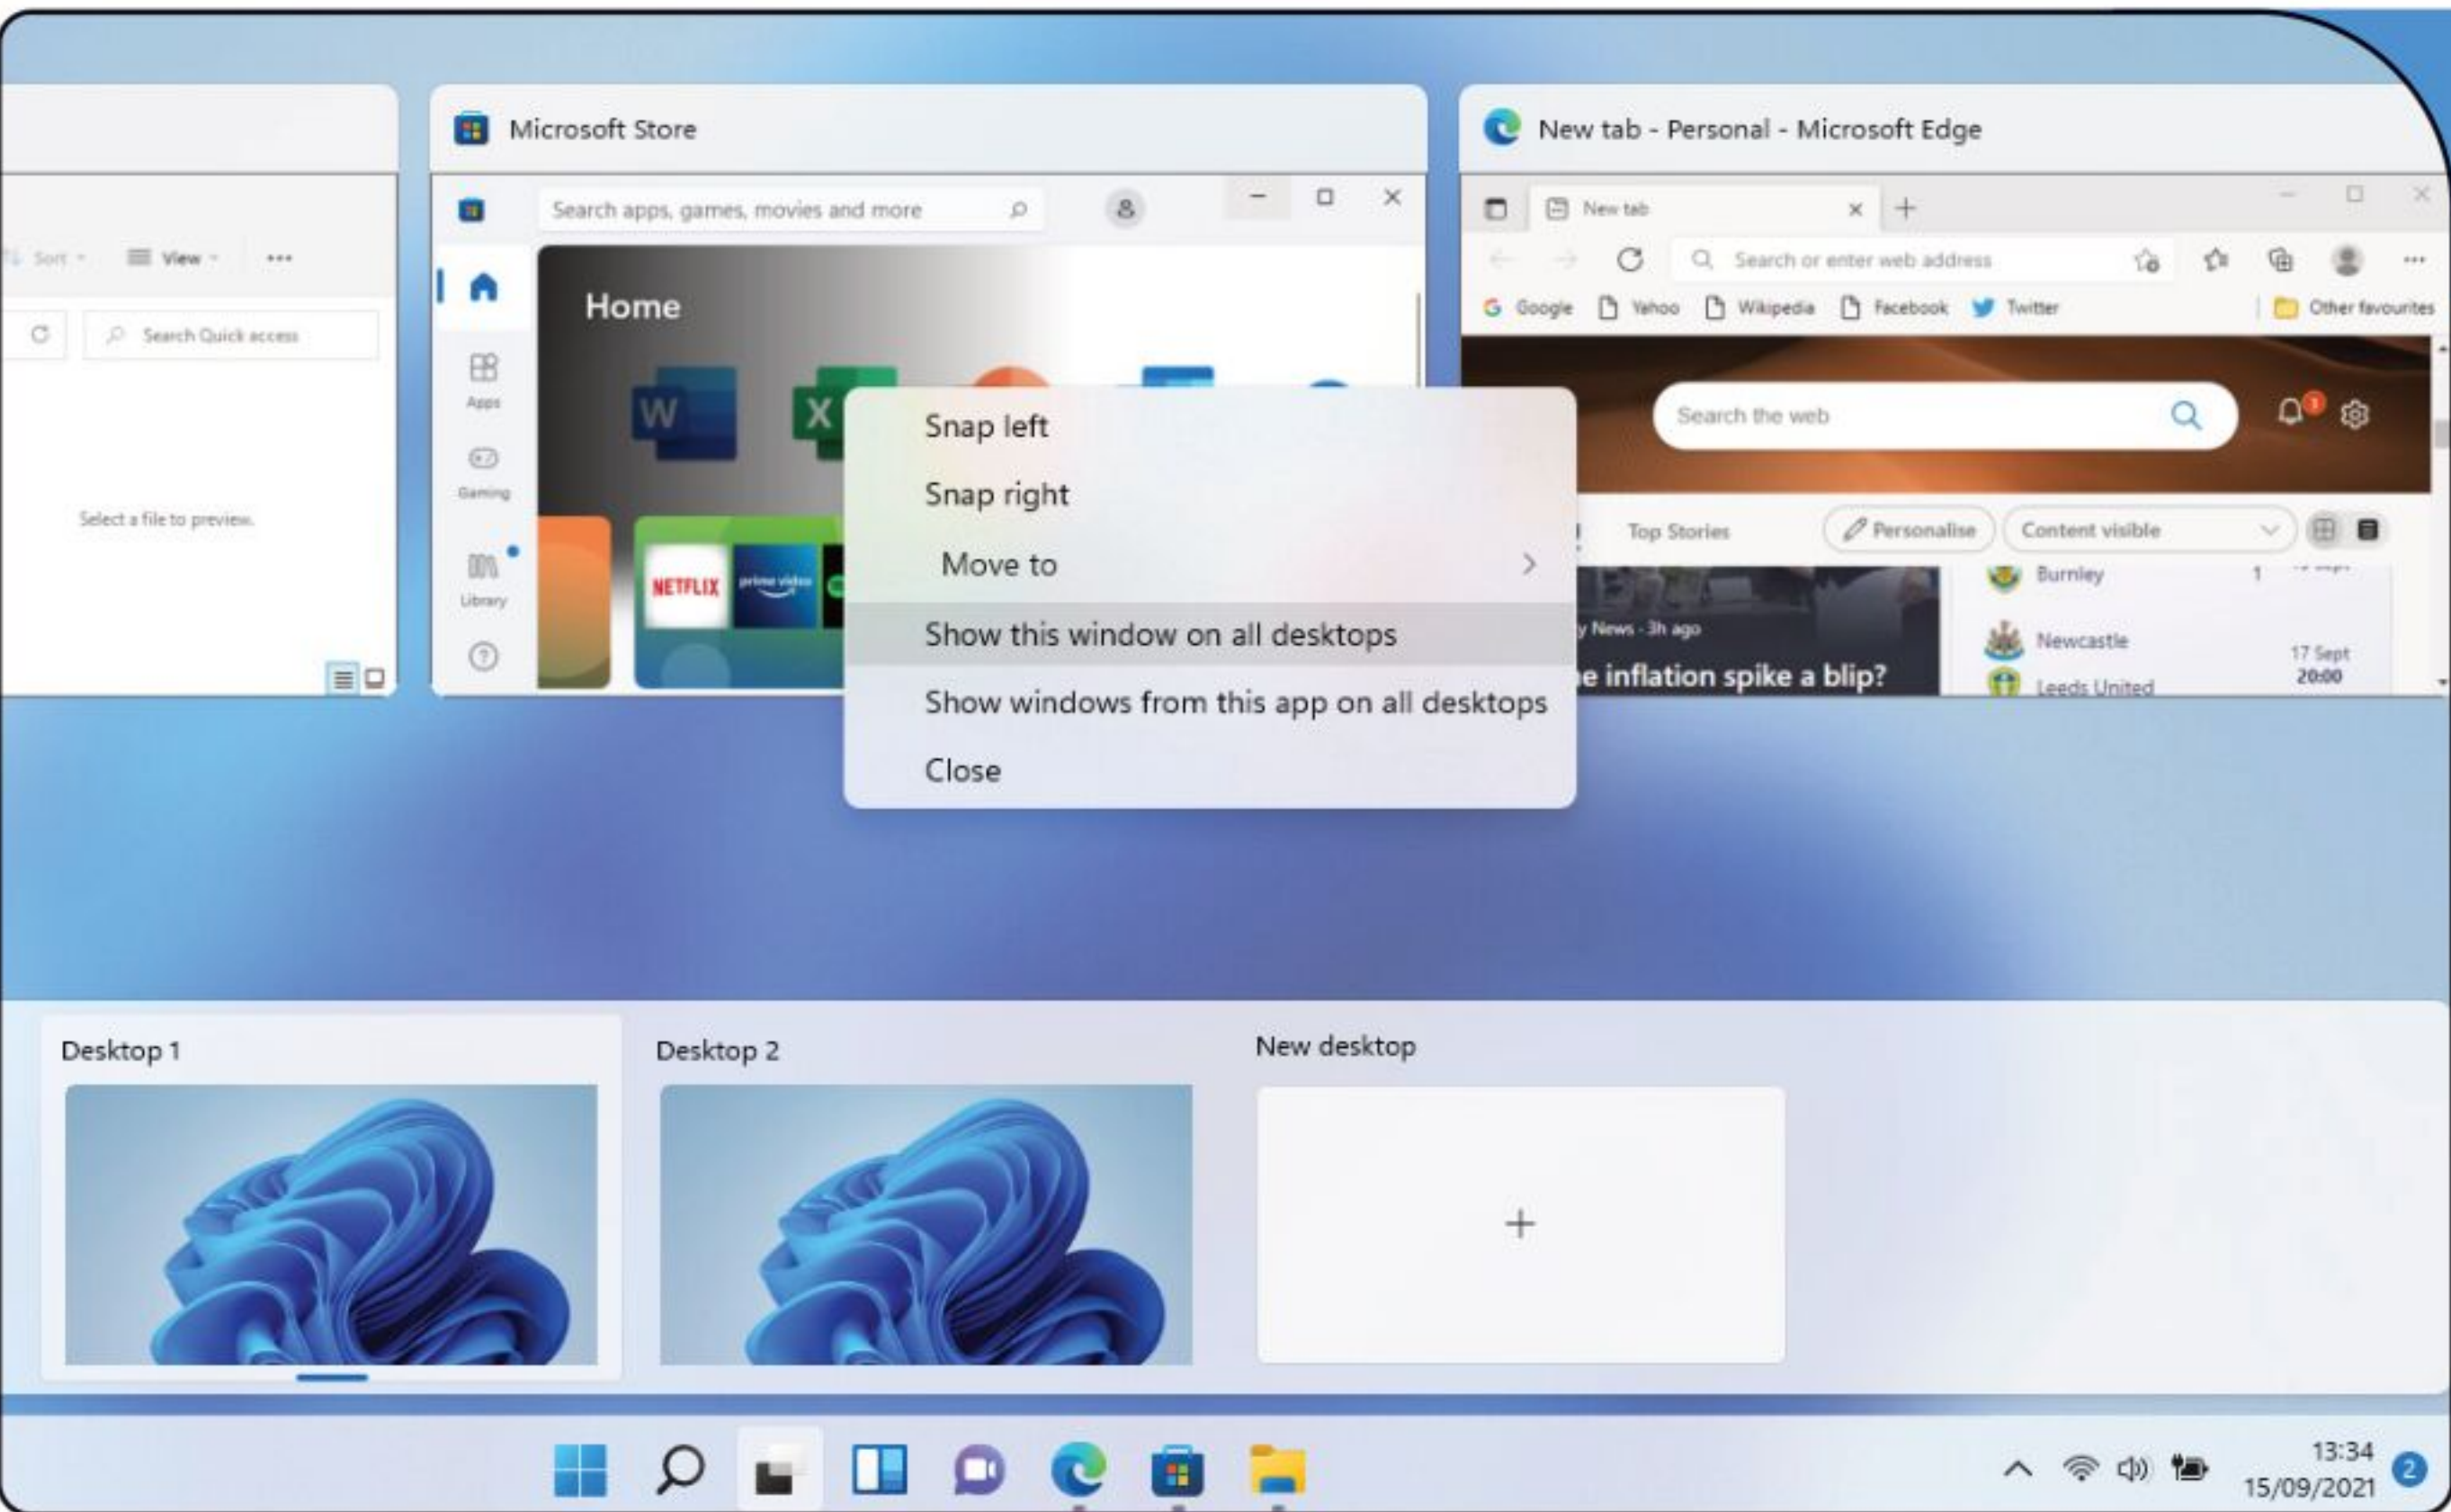 Microsoft Store
New tab - Personal - Microsoft Edge
Sort
View
Search Quick access
Select a file to preview.
Search apps, games, movies and more
Home
Apps
Gaming
Library
W
X
NETFLIX
prime video
New tab
Search or enter web address
Google
Yahoo
Wikipedia
Facebook
Twitter
Other favourites
Search the web
3
Top Stories
Personalise
Content visible
y News - 3h ago
e inflation spike a blip?
Burnley 1
Newcastle
Leeds United
17 Sept
20:00
Snap left
Snap right
Move to
Show this window on all desktops
Show windows from this app on all desktops
Close
Desktop 1
Desktop 2
New desktop
13:34
15/09/2021
2